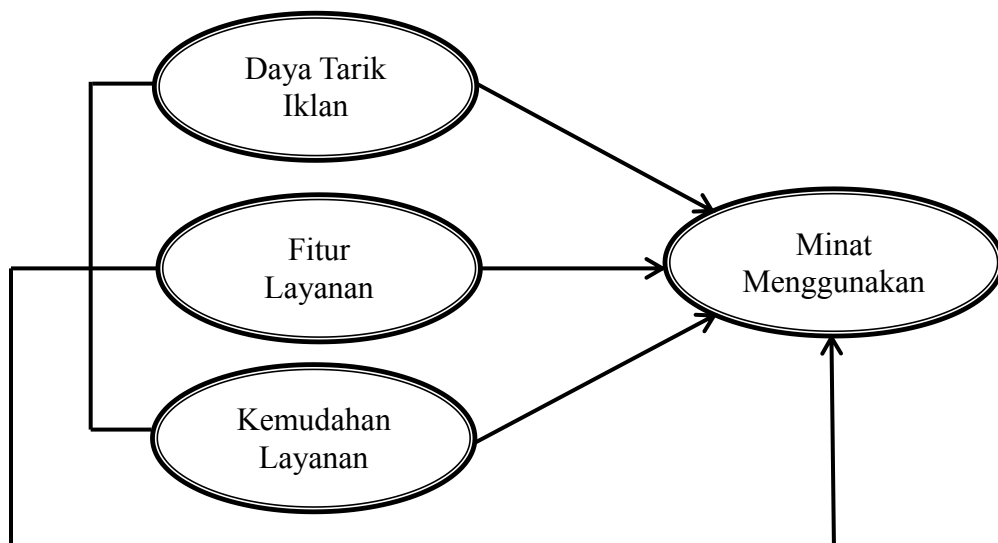 Daya Tarik
Iklan
Fitur
Layanan
Minat
Menggunakan
Kemudahan
Layanan